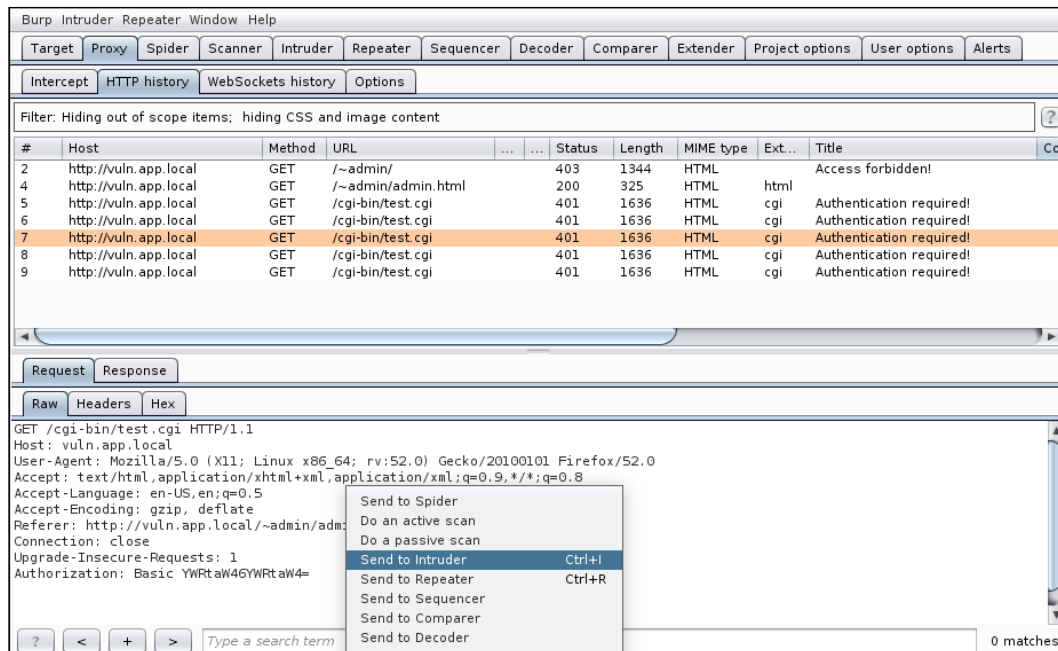 Burp Intruder Repeater Window Help
Target Proxy Spider Scanner Intruder Repeater Sequencer Decoder Comparer Extender Project options User options Alerts
Intercept HTTP history WebSockets history Options
Filter: Hiding out of scope items; hiding CSS and image content ?
# Host Method URL ... ... Status Length MIME type Ext... Title Co
2 http://vuln.app.local GET /~admin/ 403 1344 HTML Access forbidden!
4 http://vuln.app.local GET /~admin/admin.html 200 325 HTML html
5 http://vuln.app.local GET /cgi-bin/test.cgi 401 1636 HTML cgi Authentication required!
6 http://vuln.app.local GET /cgi-bin/test.cgi 401 1636 HTML cgi Authentication required!
7 http://vuln.app.local GET /cgi-bin/test.cgi 401 1636 HTML cgi Authentication required!
8 http://vuln.app.local GET /cgi-bin/test.cgi 401 1636 HTML cgi Authentication required!
9 http://vuln.app.local GET /cgi-bin/test.cgi 401 1636 HTML cgi Authentication required!
Request Response
Raw Headers Hex
GET /cgi-bin/test.cgi HTTP/1.1
Host: vuln.app.local
User-Agent: Mozilla/5.0 (X11; Linux x86_64; rv:52.0) Gecko/20100101 Firefox/52.0
Accept: text/html,application/xhtml+xml,application/xml;q=0.9,*/*;q=0.8
Accept-Language: en-US,en;q=0.5
Accept-Encoding: gzip, deflate
Referer: http://vuln.app.local/~admin/adm
Connection: close
Upgrade-Insecure-Requests: 1
Authorization: Basic YWRtaW46YWRtaW4=
Send to Spider
Do an active scan
Do a passive scan
Send to Intruder Ctrl+I
Send to Repeater Ctrl+R
Send to Sequencer
Send to Comparer
Send to Decoder
? < + > Type a search term 0 matches